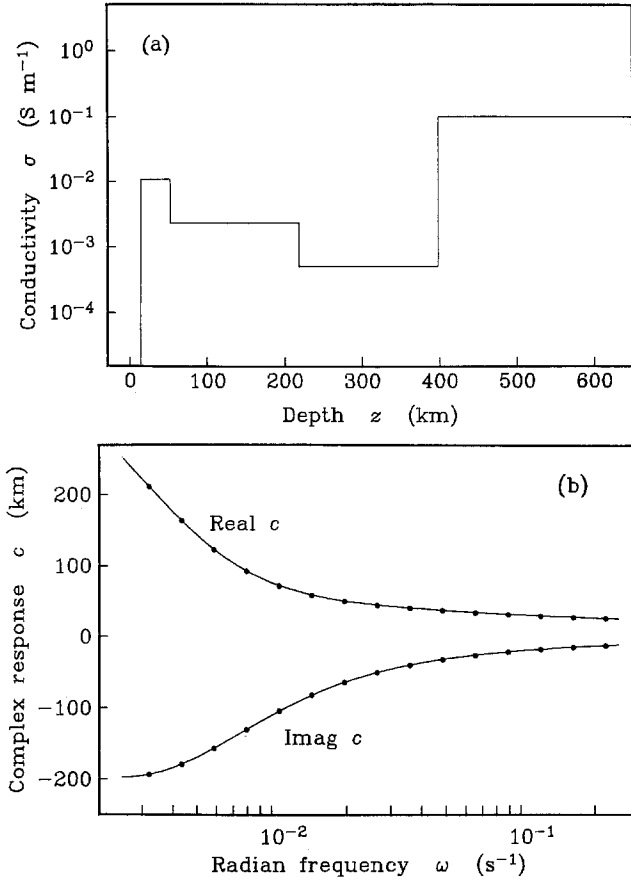 (a)
10⁰
10⁻¹
10⁻²
10⁻³
10⁻⁴
Conductivity σ (S m⁻¹)
0 100 200 300 400 500 600
Depth z (km)
(b)
200
100
0
−100
−200
Complex response c (km)
Real c
Imag c
10⁻² 10⁻¹
Radian frequency ω (s⁻¹)